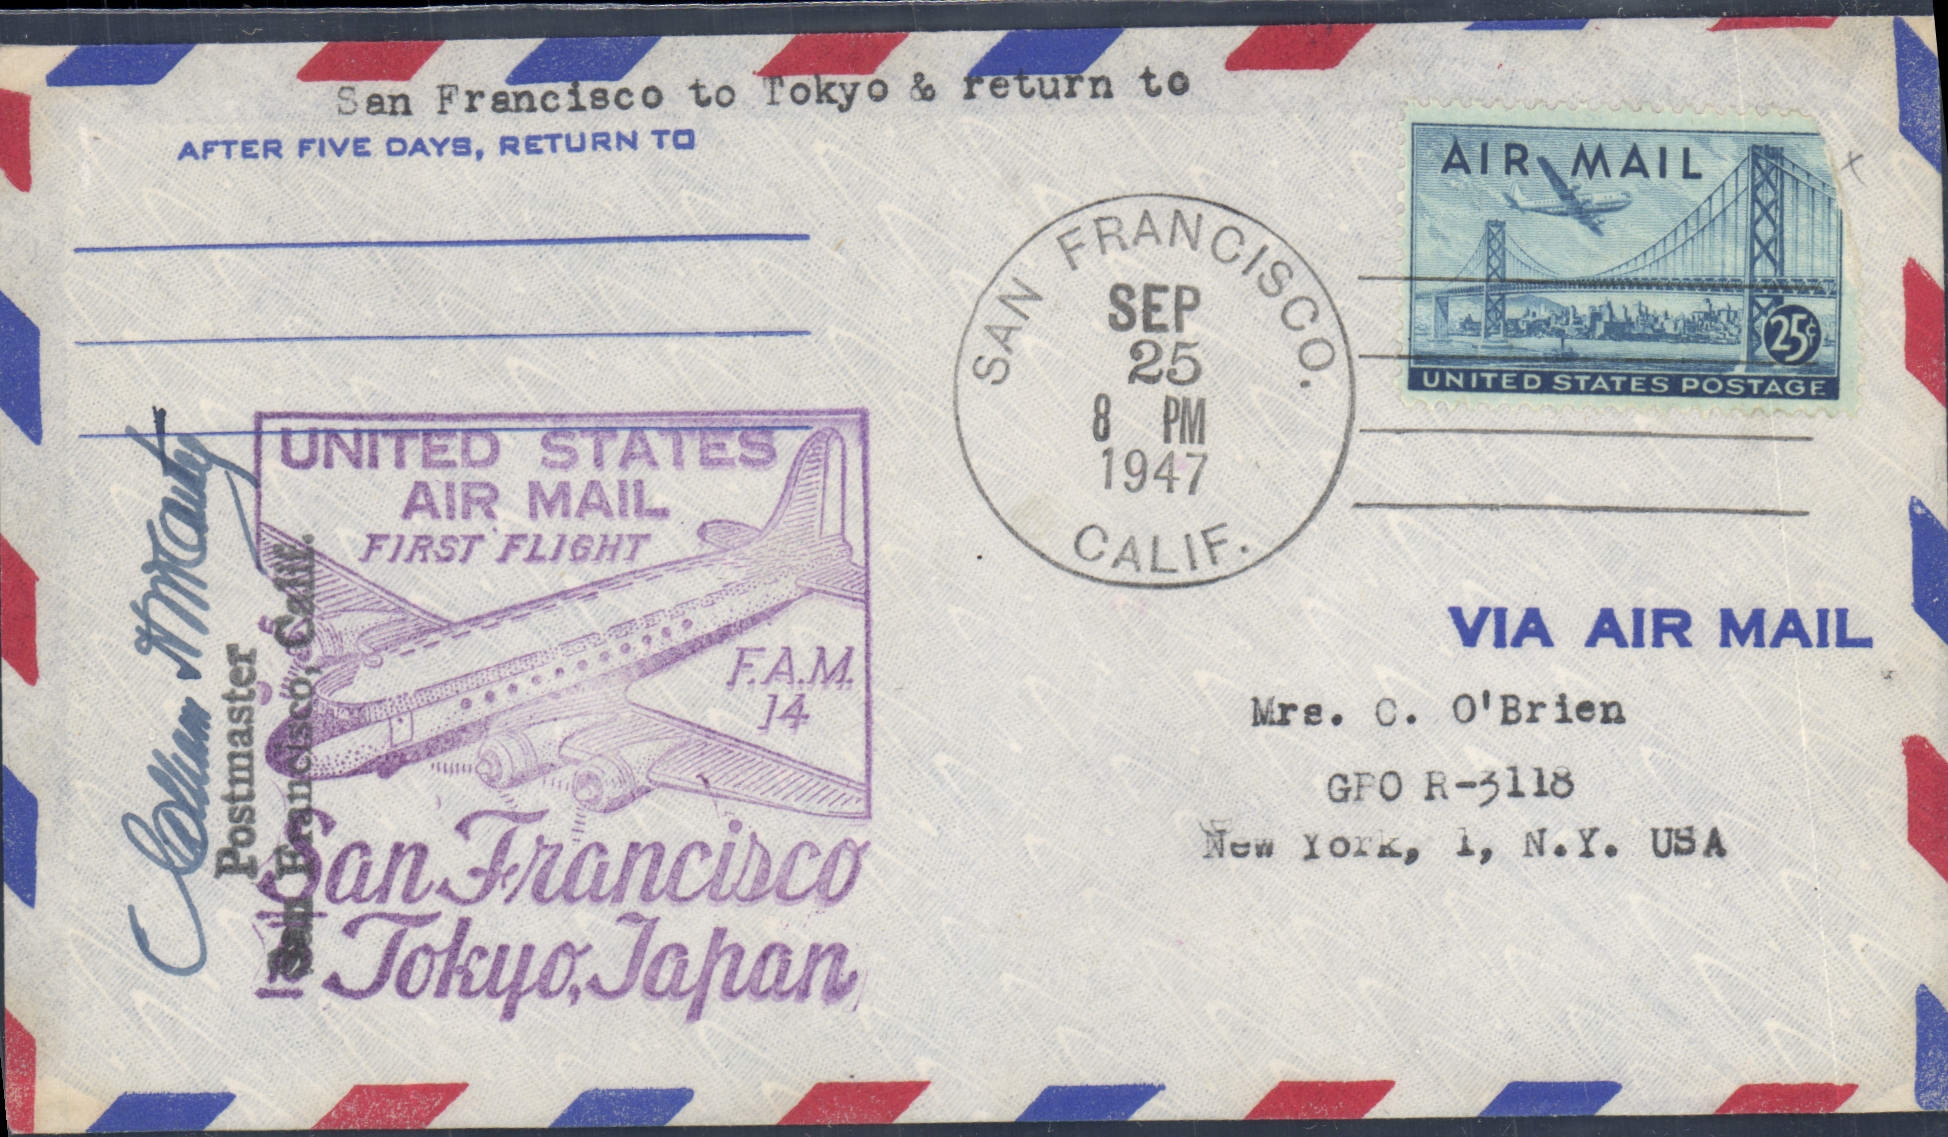 San Francisco to Tokyo & return to
AFTER FIVE DAYS, RETURN TO
AIR MAIL
25¢
UNITED STATES POSTAGE
SAN FRANCISCO.
SEP
25
8 PM
1947
CALIF.
UNITED STATES
AIR MAIL
FIRST FLIGHT
F.A.M.
14
San Francisco
Tokyo, Japan
Postmaster
San Francisco, Calif.
VIA AIR MAIL
Mrs. C. O'Brien
GPO R-3118
New York, 1, N.Y. USA